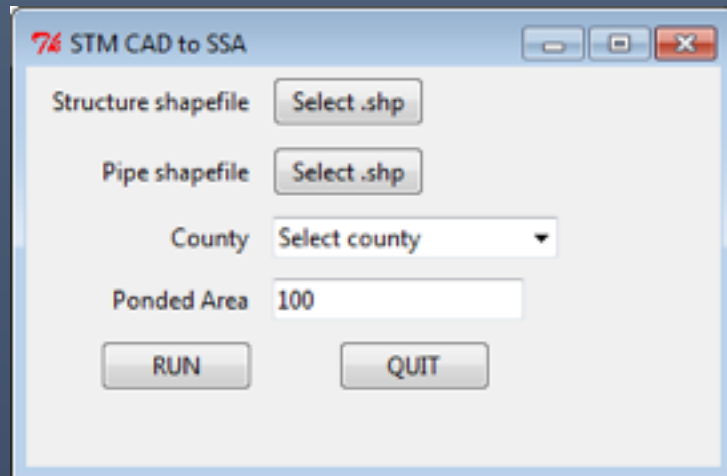 STM CAD to SSA
Structure shapefile Select .shp
Pipe shapefile Select .shp
County Select county
Ponded Area 100
RUN QUIT